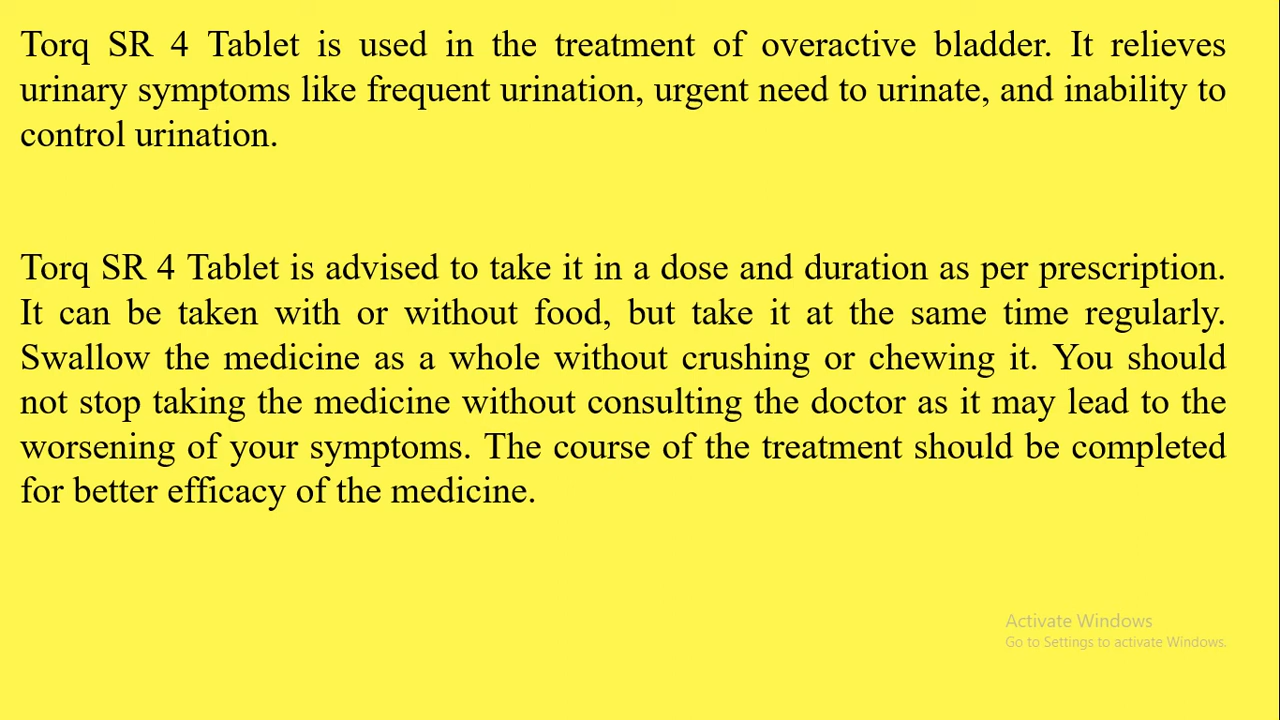 Torq SR 4 Tablet is used in the treatment of overactive bladder. It relieves
urinary symptoms like frequent urination, urgent need to urinate, and inability to
control urination.
Torq SR 4 Tablet is advised to take it in a dose and duration as per prescription.
It can be taken with or without food, but take it at the same time regularly.
Swallow the medicine as a whole without crushing or chewing it. You should
not stop taking the medicine without consulting the doctor as it may lead to the
worsening of your symptoms. The course of the treatment should be completed
for better efficacy of the medicine.
Activate Windows
Go to Settings to activate Windows.